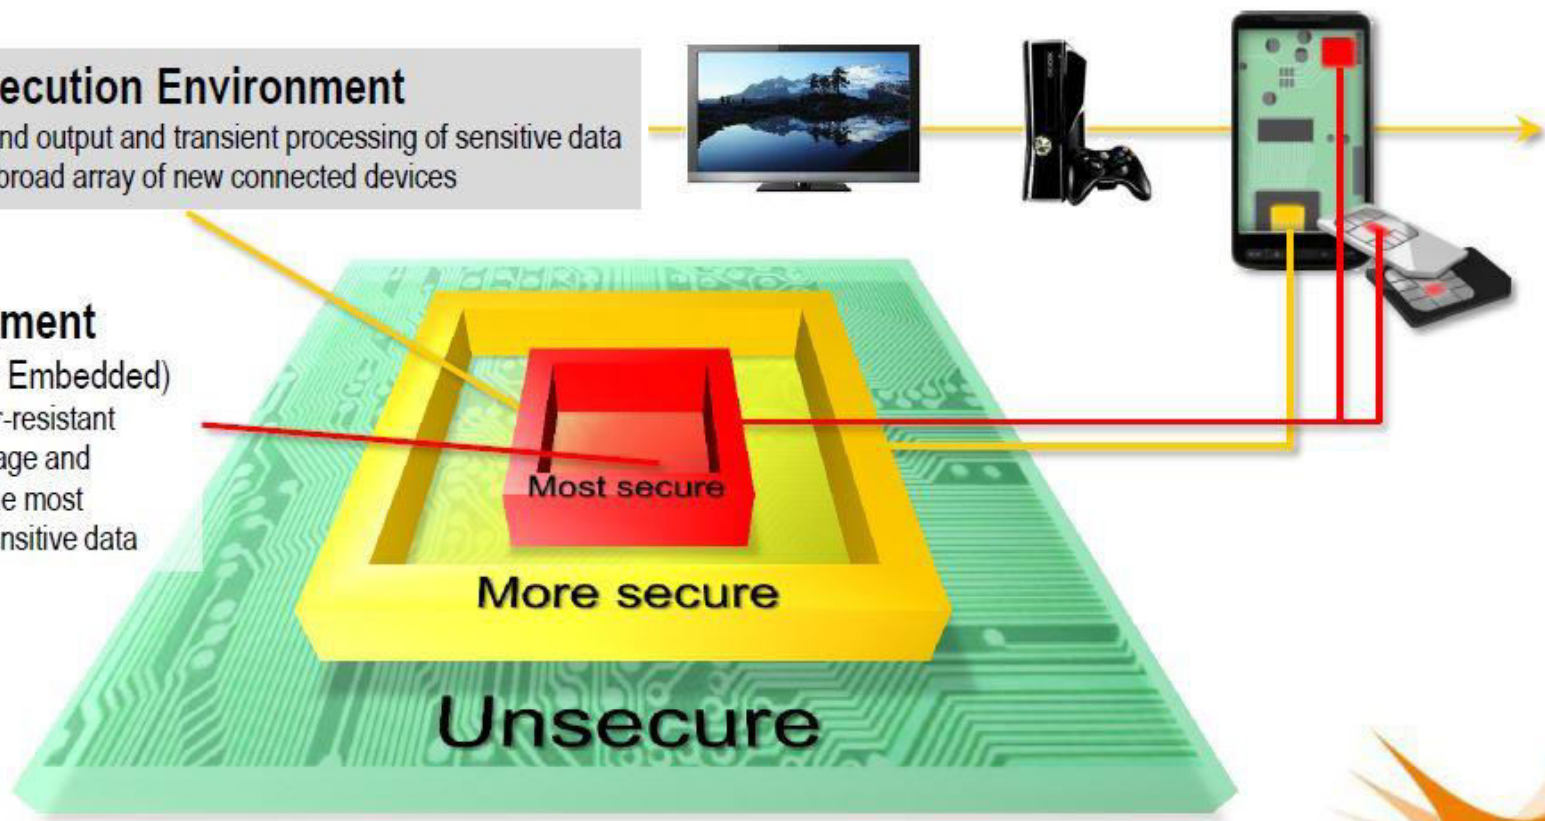 ecution Environment
nd output and transient processing of sensitive data
broad array of new connected devices
ment
Embedded)
r-resistant
age and
e most
nsitive data
Most secure
More secure
Unsecure